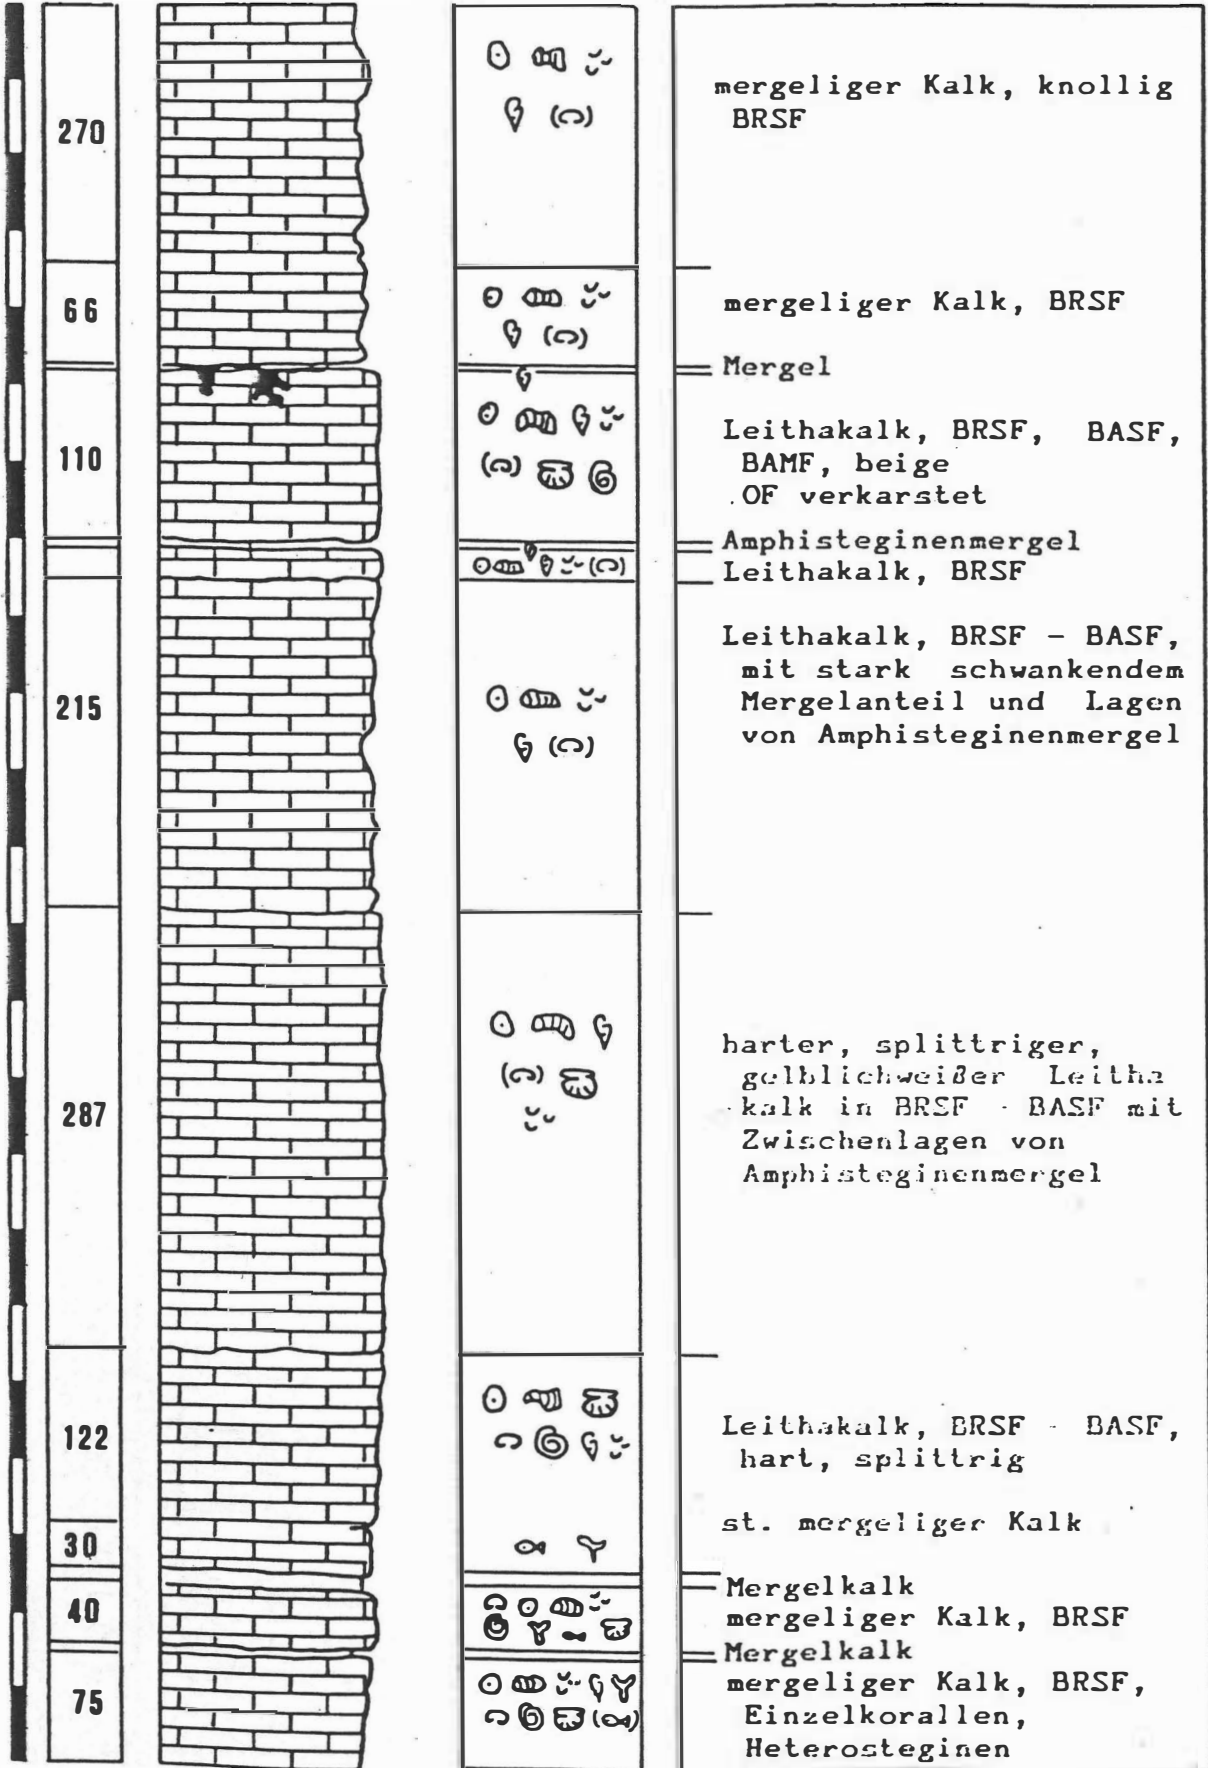 270
mergeliger Kalk, knollig
BRSF
66
mergeliger Kalk, BRSF
Mergel
110
Leithakalk, BRSF, BASF,
BAMF, beige
OF verkarstet
Amphisteginenmergel
Leithakalk, BRSF
215
Leithakalk, BRSF - BASF,
mit stark schwankendem
Mergelanteil und Lagen
von Amphisteginenmergel
287
harter, splittriger,
gelblichweißer Leitha
kalk in BRSF - BASF mit
Zwischenlagen von
Amphisteginenmergel
122
Leithakalk, BRSF - BASF,
hart, splittrig
30
st. mergeliger Kalk
Mergelkalk
40
mergeliger Kalk, BRSF
Mergelkalk
75
mergeliger Kalk, BRSF,
Einzelkorallen,
Heterosteginen